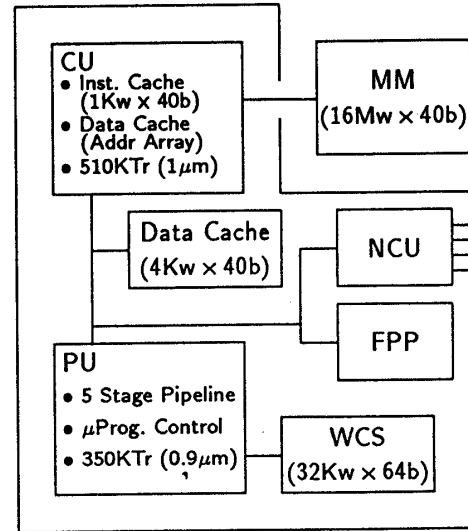 CU
• Inst. Cache
(1Kw x 40b)
• Data Cache
(Addr Array)
• 510KTr (1μm)
MM
(16Mw x 40b)
Data Cache
(4Kw x 40b)
NCU
FPP
PU
• 5 Stage Pipeline
• μProg. Control
• 350KTr (0.9μm)
WCS
(32Kw x 64b)